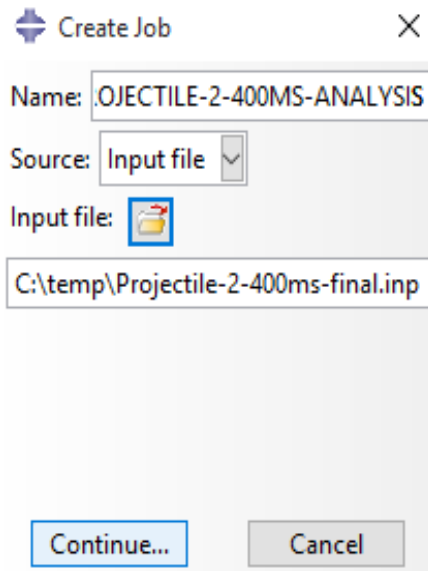 Create Job
Name: :OJECTILE-2-400MS-ANALYSIS
Source: Input file
Input file:
C:\temp\Projectile-2-400ms-final.inp
Continue... Cancel